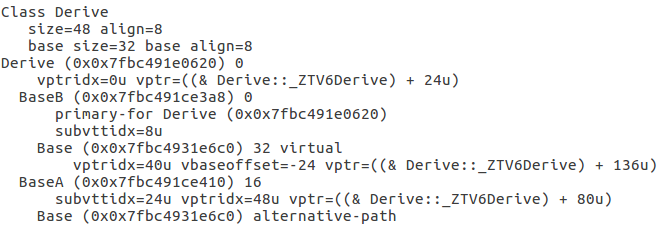 Class Derive
size=48 align=8
base size=32 base align=8
Derive (0x0x7fbc491e0620) 0
vptridx=0u vptr=((& Derive::_ZTV6Derive) + 24u)
BaseB (0x0x7fbc491ce3a8) 0
primary-for Derive (0x0x7fbc491e0620)
subvttidx=8u
Base (0x0x7fbc4931e6c0) 32 virtual
vptridx=40u vbaseoffset=-24 vptr=((& Derive::_ZTV6Derive) + 136u)
BaseA (0x0x7fbc491ce410) 16
subvttidx=24u vptridx=48u vptr=((& Derive::_ZTV6Derive) + 80u)
Base (0x0x7fbc4931e6c0) alternative-path